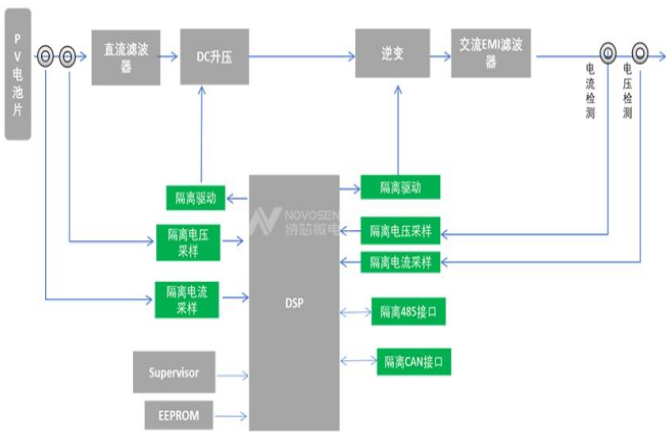 PV电池片
直流滤波
器
DC升压
逆变
交流EMI滤波
器
电流检测
电压检测
隔离驱动
隔离驱动
NOVOSEN
纳芯微电
隔离电压
采样
隔离电压采样
隔离电流采样
隔离电流
采样
DSP
隔离485接口
隔离CAN接口
Supervisor
EEPROM